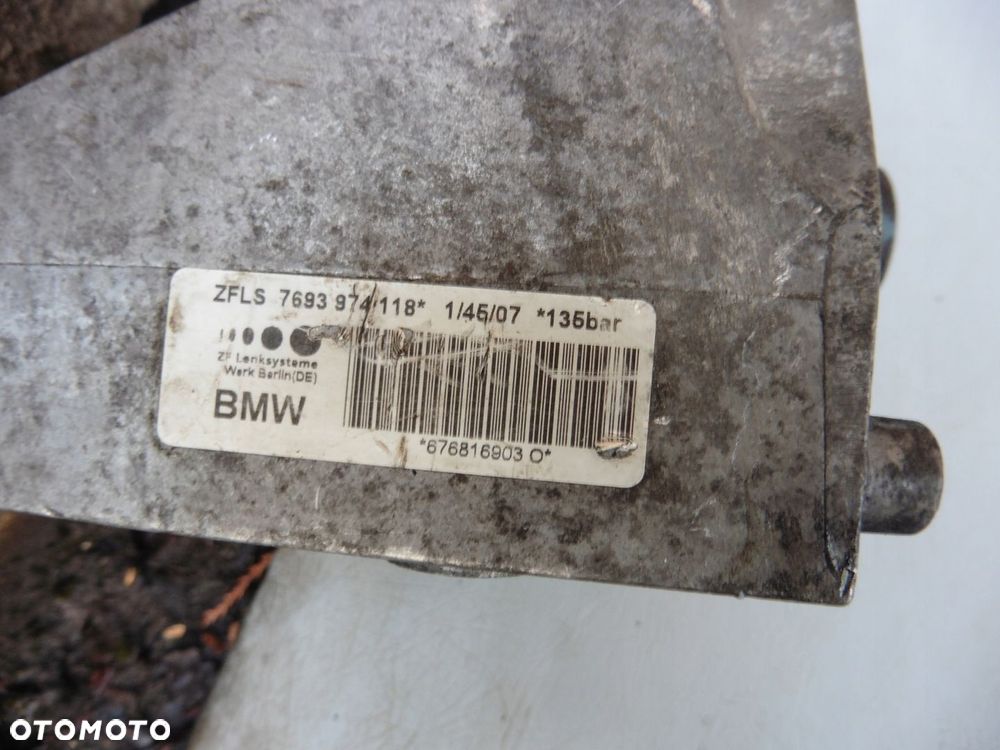 ZFLS 7693 974 118* 1/45/07 *135bar
ZF Lenksysteme
Werk Berlin(DE)
BMW
*676816903 O*
OTOMOTO